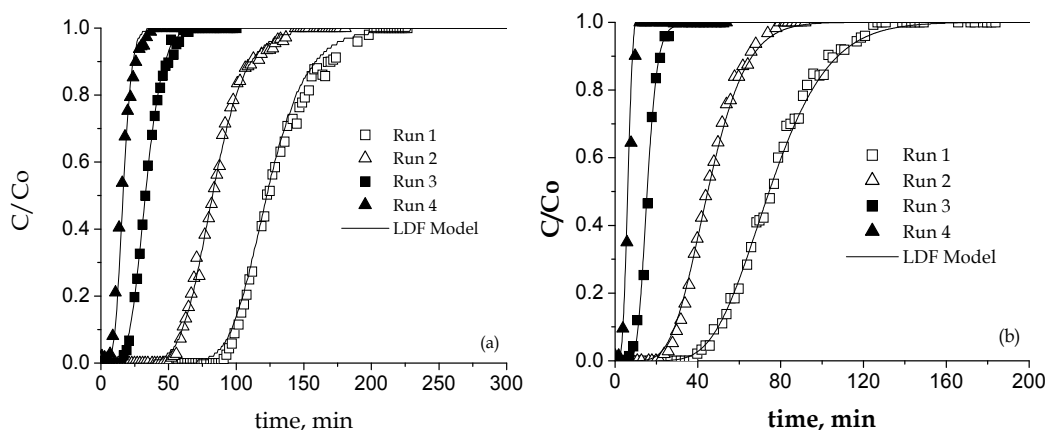 1.0
0.8
0.6
0.4
0.2
0.0
C/ Co
Run 1
Run 2
Run 3
Run 4
LDF Model
(a)
0 50 100 150 200 250 300
time, min
1.0
0.8
0.6
0.4
0.2
0.0
C/Co
Run 1
Run 2
Run 3
Run 4
LDF Model
(b)
0 40 80 120 160 200
time, min